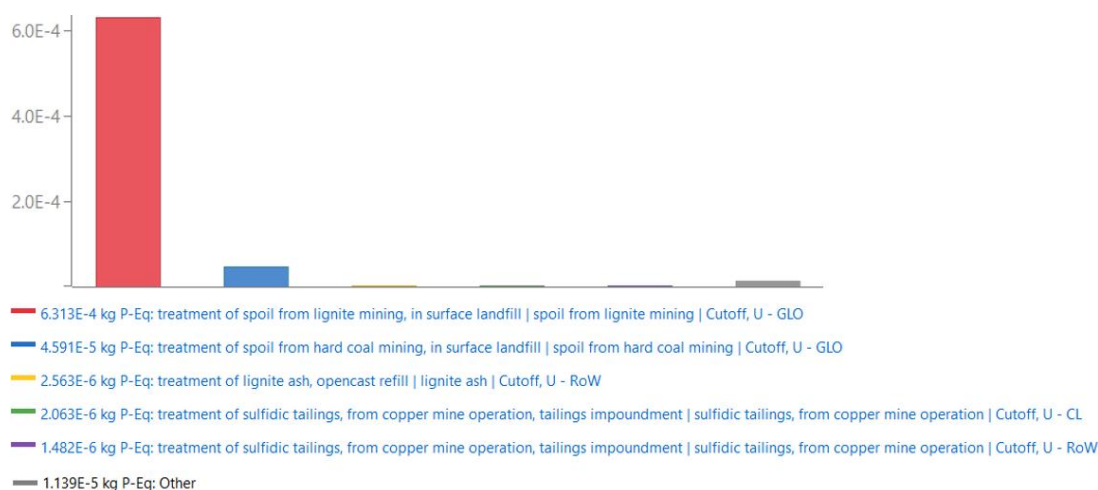 6.0E-4
4.0E-4
2.0E-4
6.313E-4 kg P-Eq: treatment of spoil from lignite mining, in surface landfill | spoil from lignite mining | Cutoff, U - GLO
4.591E-5 kg P-Eq: treatment of spoil from hard coal mining, in surface landfill | spoil from hard coal mining | Cutoff, U - GLO
2.563E-6 kg P-Eq: treatment of lignite ash, opencast refill | lignite ash | Cutoff, U - RoW
2.063E-6 kg P-Eq: treatment of sulfidic tailings, from copper mine operation, tailings impoundment | sulfidic tailings, from copper mine operation | Cutoff, U - CL
1.482E-6 kg P-Eq: treatment of sulfidic tailings, from copper mine operation, tailings impoundment | sulfidic tailings, from copper mine operation | Cutoff, U - RoW
1.139E-5 kg P-Eq: Other